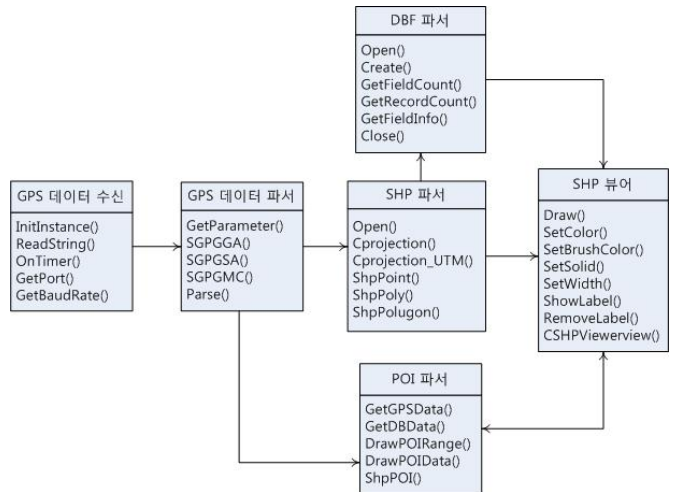 DBF 파서
Open()
Create()
GetFieldCount()
GetRecordCount()
GetFieldInfo()
Close()
GPS 데이터 수신
InitInstance()
ReadString()
OnTimer()
GetPort()
GetBaudRate()
GPS 데이터 파서
GetParameter()
SGPGGA()
SGPGSA()
SGPGMC()
Parse()
SHP 파서
Open()
Cprojection()
Cprojection_UTM()
ShpPoint()
ShpPoly()
ShpPolugon()
SHP 뷰어
Draw()
SetColor()
SetBrushColor()
SetSolid()
SetWidth()
ShowLabel()
RemoveLabel()
CSHPViewerview()
POI 파서
GetGPSData()
GetDBData()
DrawPOIRange()
DrawPOIData()
ShpPOI()